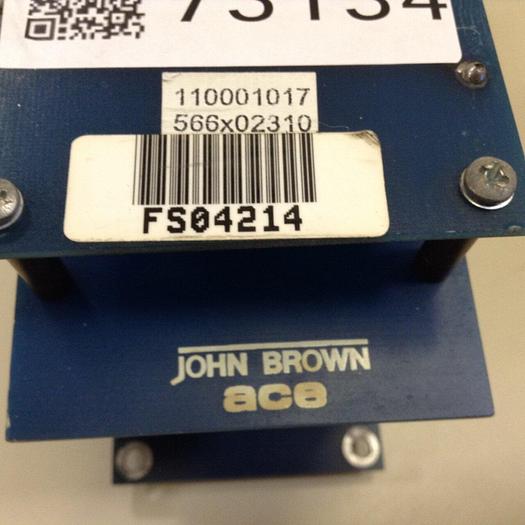 73134
110001017
566x02310
FS04214
JOHN BROWN
ace